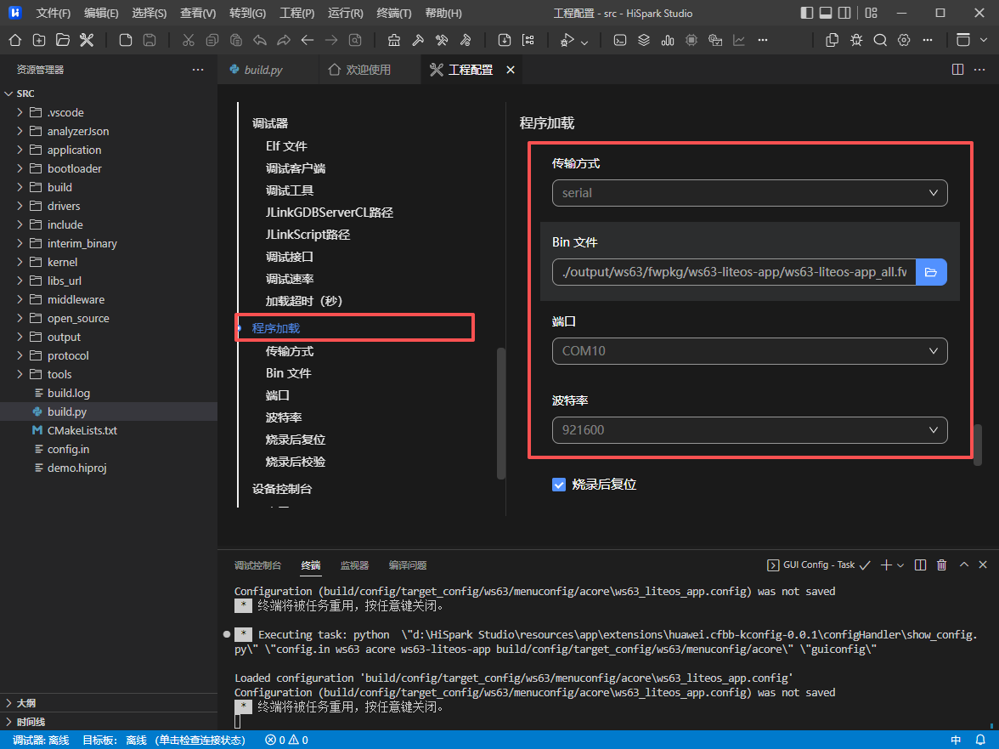 文件(F) 编辑(E) 选择(S) 查看(V) 转到(G) 工程(P) 运行(R) 终端(T) 帮助(H) 工程配置 - src - HiSpark Studio
资源管理器
build.py 欢迎使用 工程配置
SRC
.vscode
analyzerJson
application
bootloader
build
drivers
include
interim_binary
kernel
libs_url
middleware
open_source
output
protocol
tools
build.log
build.py
CMakeLists.txt
config.in
demo.hiproj
大纲
时间线
调试器
Elf 文件
调试客户端
调试工具
JLinkGDBServerCL路径
JLinkScript路径
调试接口
调试速率
加载超时（秒）
程序加载
传输方式
Bin 文件
端口
波特率
烧录后复位
烧录后校验
设备控制台
程序加载
传输方式
serial
Bin 文件
./output/ws63/fwpkg/ws63-liteos-app/ws63-liteos-app_all.fw
端口
COM10
波特率
921600
烧录后复位
调试控制台 终端 监视器 编译问题 GUI Config - Task
Configuration (build/config/target_config/ws63/menuconfig/acore\ws63_liteos_app.config) was not saved
* 终端将被任务重用，按任意键关闭。
* Executing task: python \"d:\HiSpark Studio\resources\app\extensions\huawei.cfbb-kconfig-0.0.1\configHandler\show_config.
py\" \"config.in ws63 acore ws63-liteos-app build/config/target_config/ws63/menuconfig/acore\" \"guiconfig\"
Loaded configuration 'build/config/target_config/ws63/menuconfig/acore\ws63_liteos_app.config'
Configuration (build/config/target_config/ws63/menuconfig/acore\ws63_liteos_app.config) was not saved
* 终端将被任务重用，按任意键关闭。
调试器: 离线 目标板: 离线 (单击检查连接状态) 0 0 中